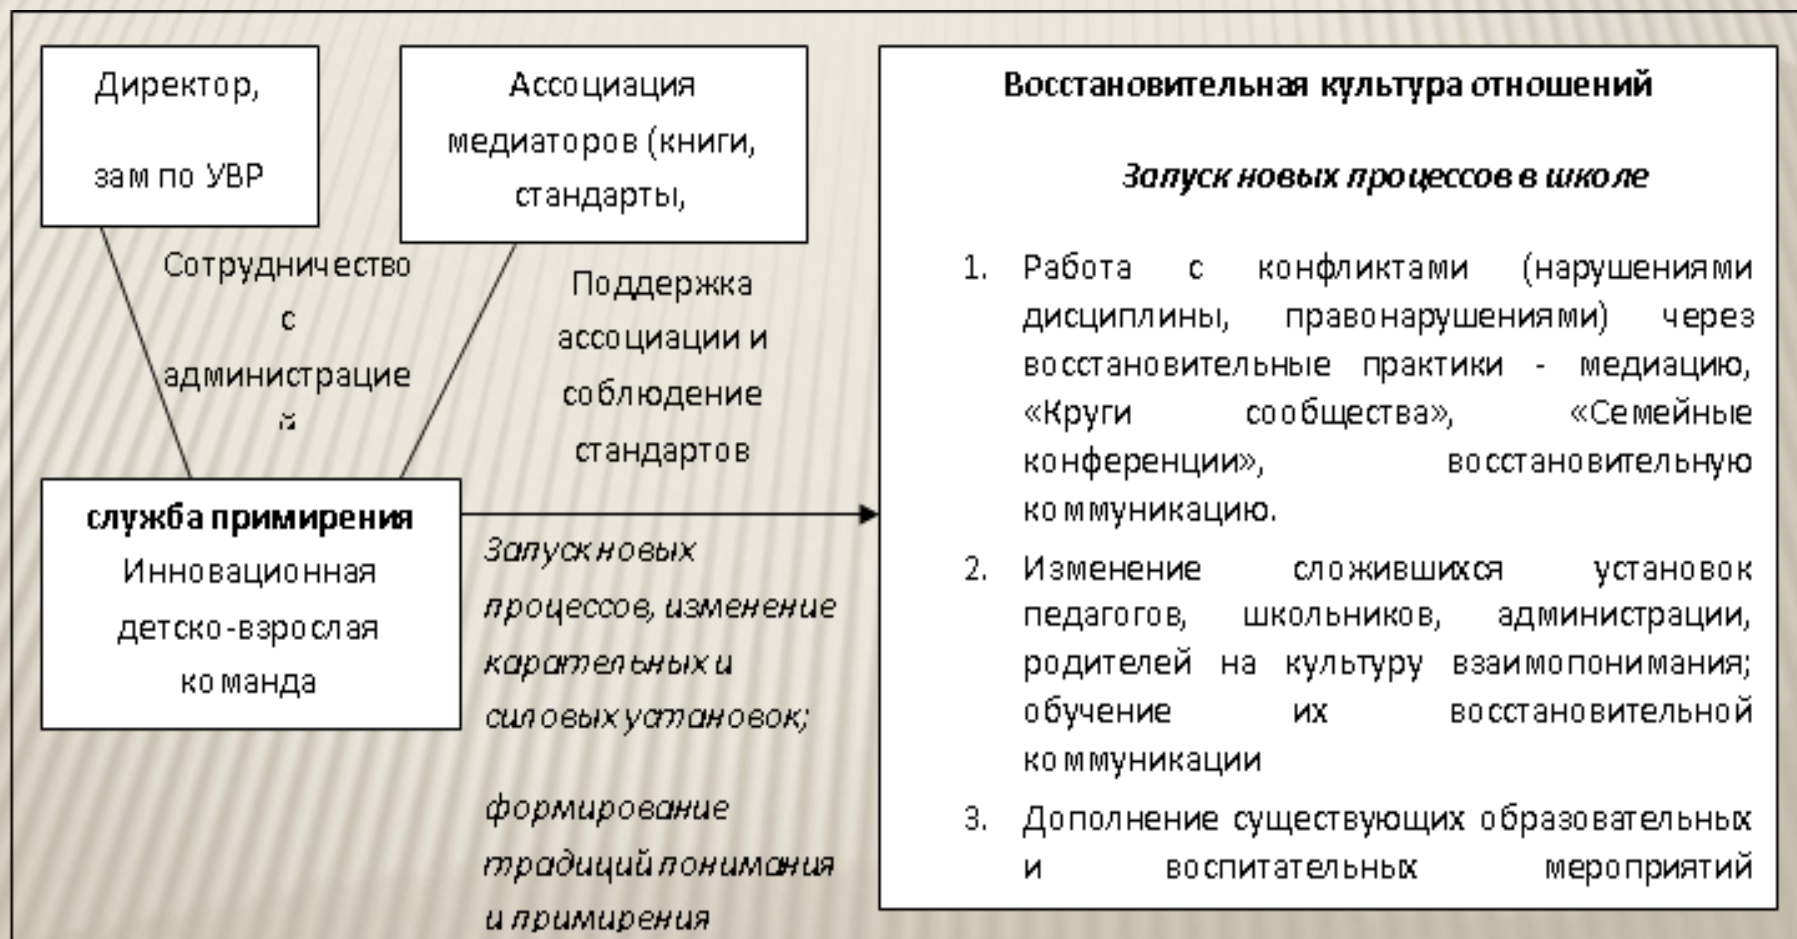 Директор,
зам по УВР
Ассоциация
медиаторов (книги,
стандарты,
Сотрудничество
с
администрацие
й
Поддержка
ассоциации и
соблюдение
стандартов
служба примирения
Инновационная
детско-взрослая
команда
Запуск новых
процессов, изменение
карательных и
силовых установок;
формирование
традиций понимания
и примирения
Восстановительная культура отношений
Запуск новых процессов в школе
1. Работа с конфликтами (нарушениями
дисциплины, правонарушениями) через
восстановительные практики - медиацию,
«Круги сообщества», «Семейные
конференции», восстановительную
коммуникацию.
2. Изменение сложившихся установок
педагогов, школьников, администрации,
родителей на культуру взаимопонимания;
обучение их восстановительной
коммуникации
3. Дополнение существующих образовательных
и воспитательных мероприятий